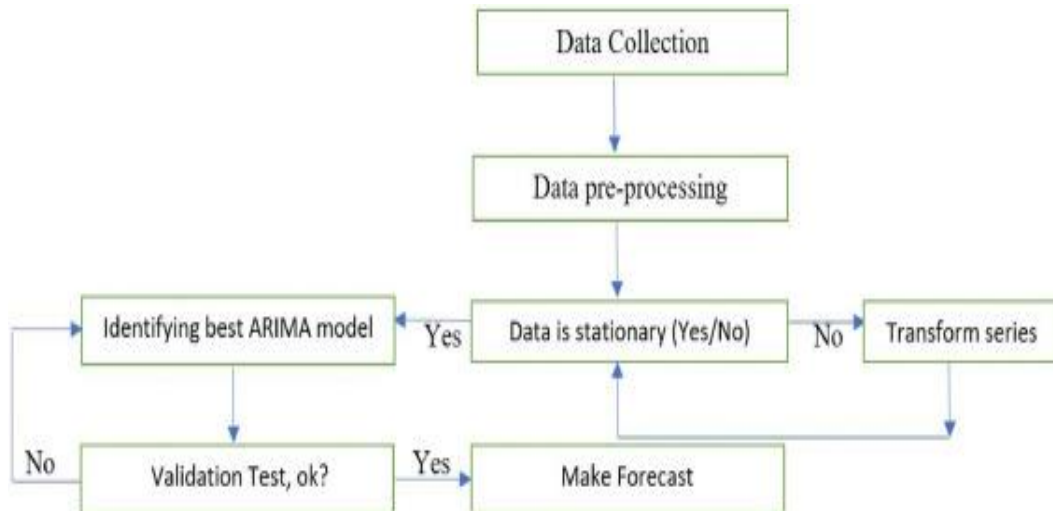 Data Collection
Data pre-processing
Identifying best ARIMA model
Yes
Data is stationary (Yes/No)
No
Transform series
No
Validation Test, ok?
Yes
Make Forecast